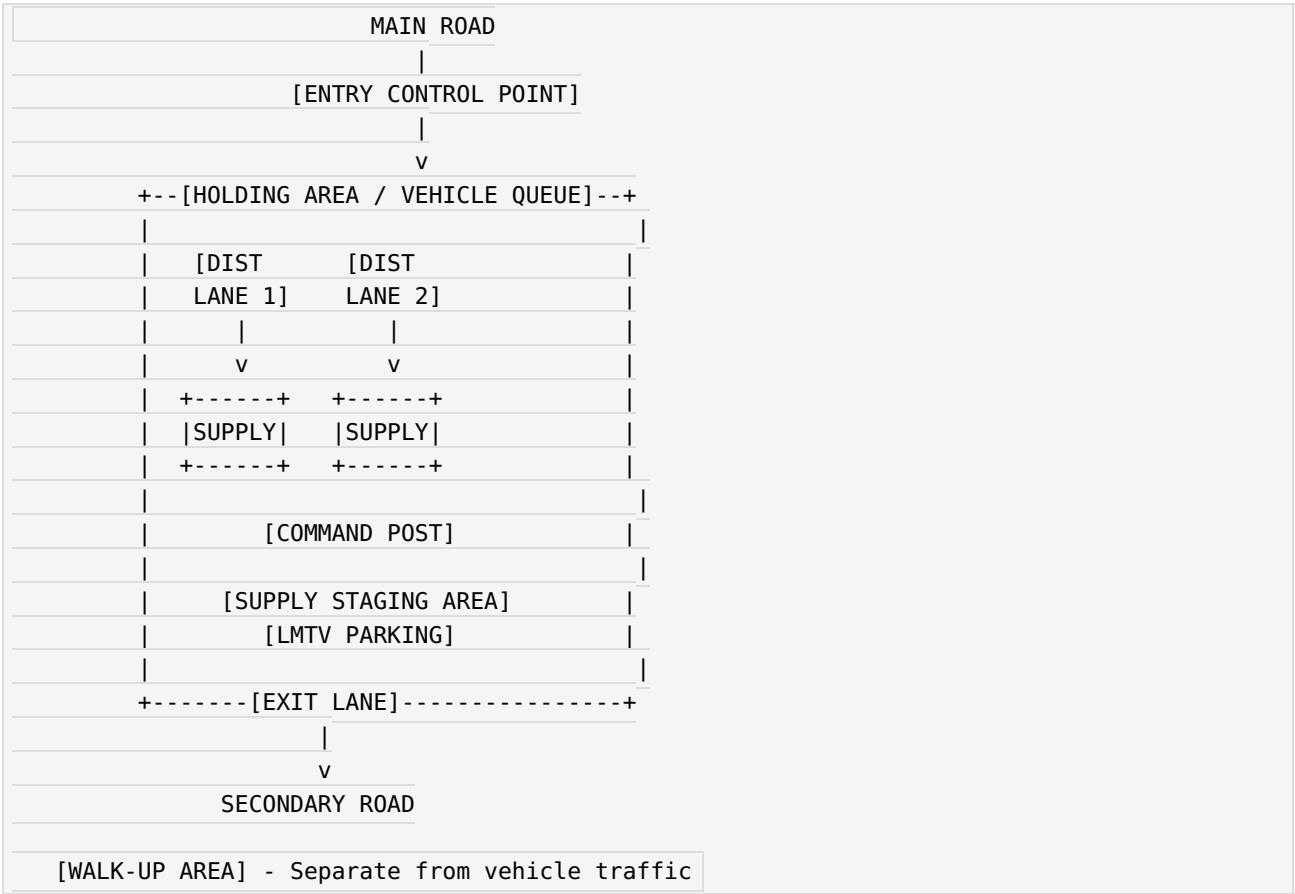 MAIN ROAD
|
[ENTRY CONTROL POINT]
|
v
+--[HOLDING AREA / VEHICLE QUEUE]--+
|                                   |
|   [DIST      [DIST               |
|   LANE 1]    LANE 2]             |
|      |          |                |
|      v          v                |
|  +------+   +------+             |
|  |SUPPLY|   |SUPPLY|             |
|  +------+   +------+             |
|                                   |
|        [COMMAND POST]            |
|                                   |
|     [SUPPLY STAGING AREA]        |
|        [LMTV PARKING]            |
|                                   |
+-------[EXIT LANE]----------------+
|
v
SECONDARY ROAD
[WALK-UP AREA] - Separate from vehicle traffic